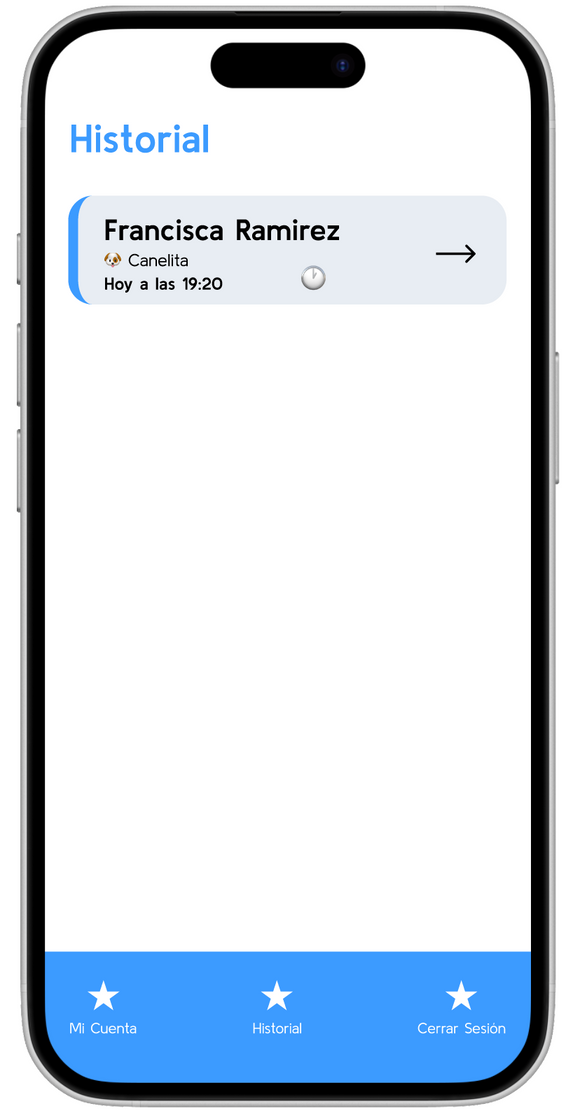 Historial
Francisca Ramirez
🐶 Canelita
Hoy a las 19:20
Mi Cuenta
Historial
Cerrar Sesión